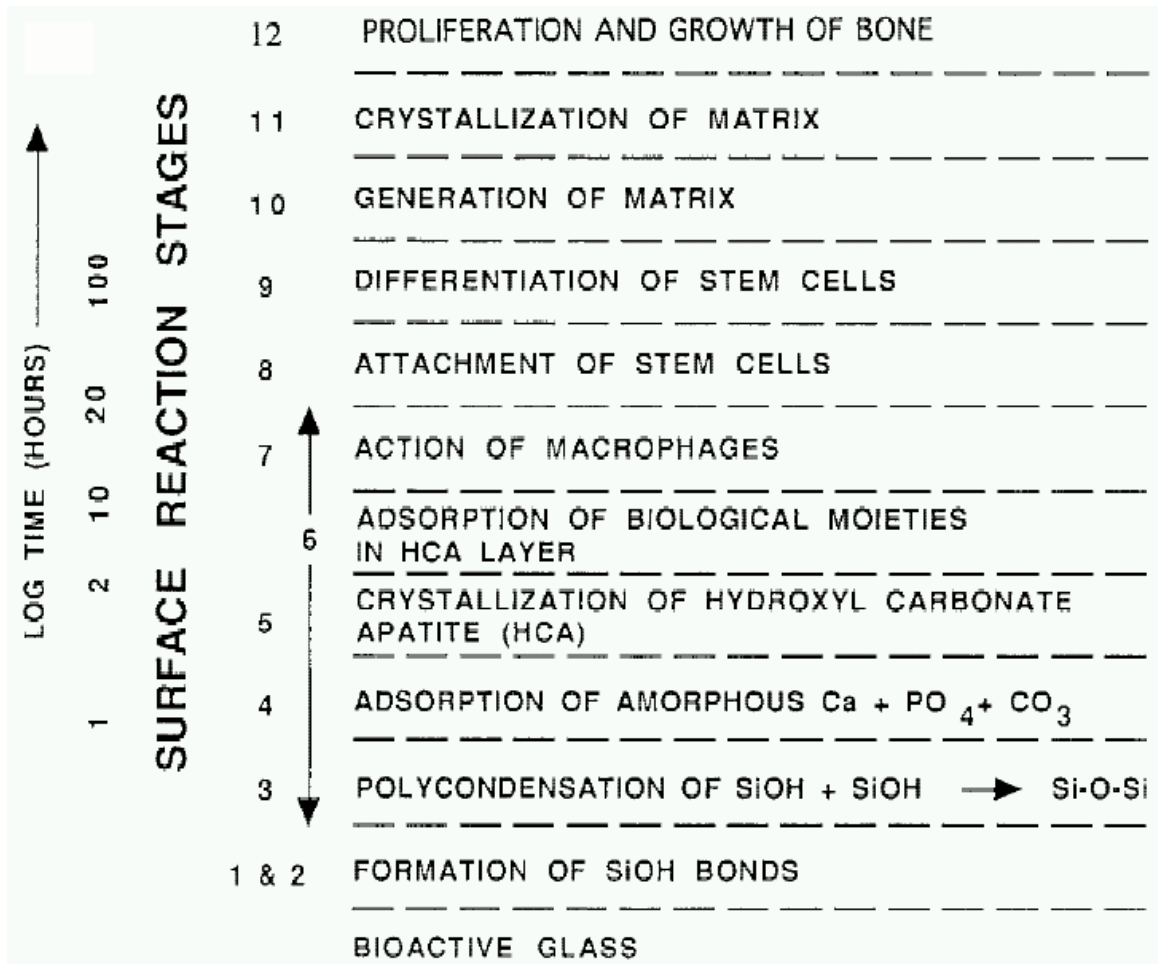 12 PROLIFERATION AND GROWTH OF BONE
11 CRYSTALLIZATION OF MATRIX
10 GENERATION OF MATRIX
9 DIFFERENTIATION OF STEM CELLS
8 ATTACHMENT OF STEM CELLS
7 ACTION OF MACROPHAGES
6 ADSORPTION OF BIOLOGICAL MOIETIES
IN HCA LAYER
5 CRYSTALLIZATION OF HYDROXYL CARBONATE
APATITE (HCA)
4 ADSORPTION OF AMORPHOUS Ca + PO₄ + CO₃
3 POLYCONDENSATION OF SiOH + SiOH → Si-O-Si
1 & 2 FORMATION OF SiOH BONDS
BIOACTIVE GLASS
SURFACE REACTION STAGES
LOG TIME (HOURS)
1
2
10
20
100